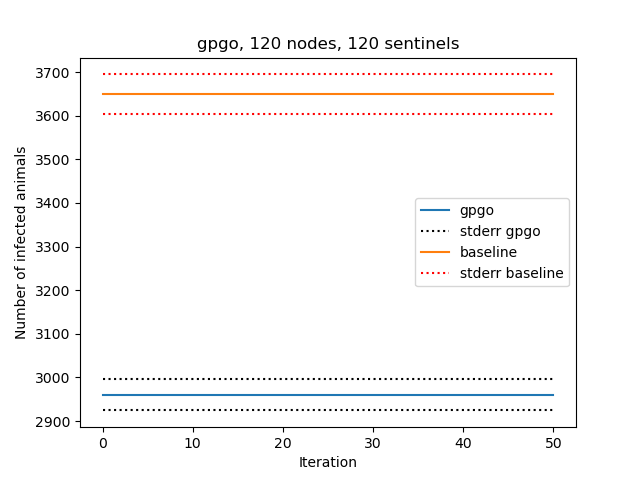 gpgo, 120 nodes, 120 sentinels
3700
3600
3500
3400
3300
3200
3100
3000
2900
Number of infected animals
gpgo
stderr gpgo
baseline
stderr baseline
0 10 20 30 40 50
Iteration